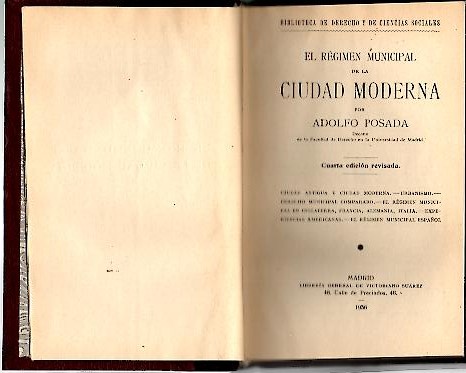 BIBLIOTECA DE DERECHO Y DE CIENCIAS SOCIALES
EL RÉGIMEN MUNICIPAL
DE LA
CIUDAD MODERNA
POR
ADOLFO POSADA
Decano
de la Facultad de Derecho en la Universidad de Madrid
Cuarta edición revisada.
CIUDAD ANTIGUA Y CIUDAD MODERNA.—URBANISMO.—
DERECHO MUNICIPAL COMPARADO.—EL RÉGIMEN MUNICI-
PAL EN INGLATERRA, FRANCIA, ALEMANIA, ITALIA.—EXPE-
RIENCIAS AMERICANAS.—EL RÉGIMEN MUNICIPAL ESPAÑOL
MADRID
LIBRERÍA GENERAL DE VICTORIANO SUÁREZ
Calle de Preciados,
1936